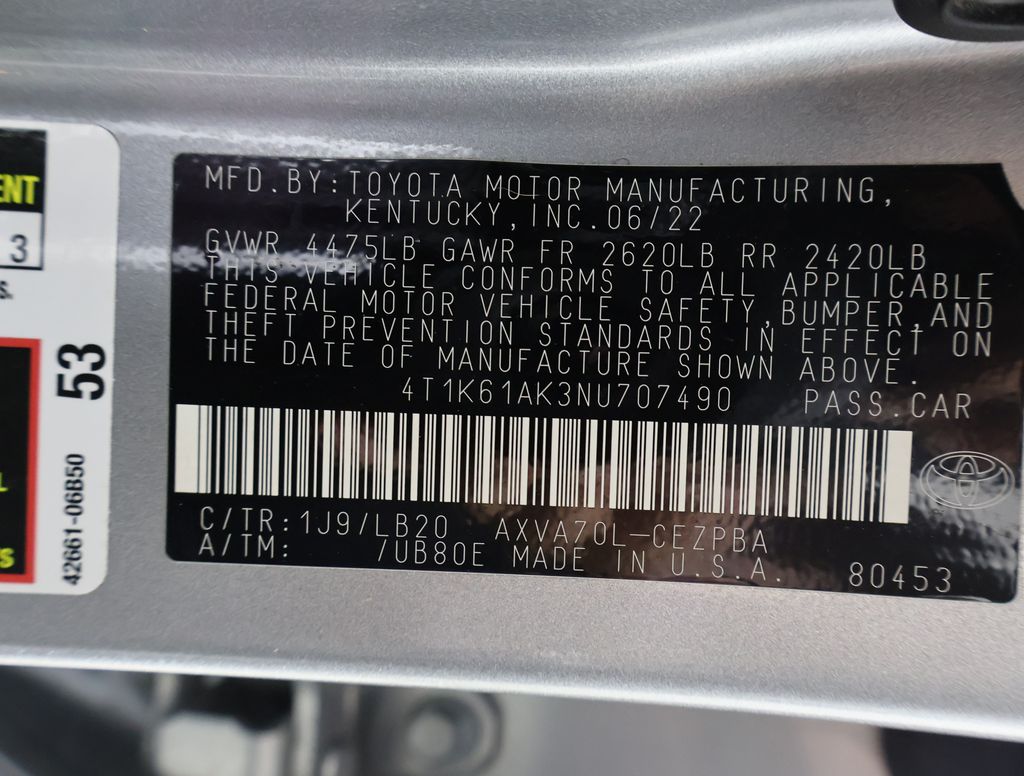 ENT
3
S.
53
L
S
42661-06B50
MFD.BY:TOYOTA MOTOR MANUFACTURING,
KENTUCKY,INC.06/22
GVWR 4475LB GAWR FR 2620LB RR 2420LB
THIS VEHICLE CONFORMS TO ALL APPLICABLE
FEDERAL MOTOR VEHICLE SAFETY,BUMPER,AND
THEFT PREVENTION STANDARDS IN EFFECT ON
THE DATE OF MANUFACTURE SHOWN ABOVE.
4T1K61AK3NU707490 PASS.CAR
C/TR:1J9/LB20 AXVA70L-CEZPBA
A/TM: /UB80E MADE IN U.S.A. 80453